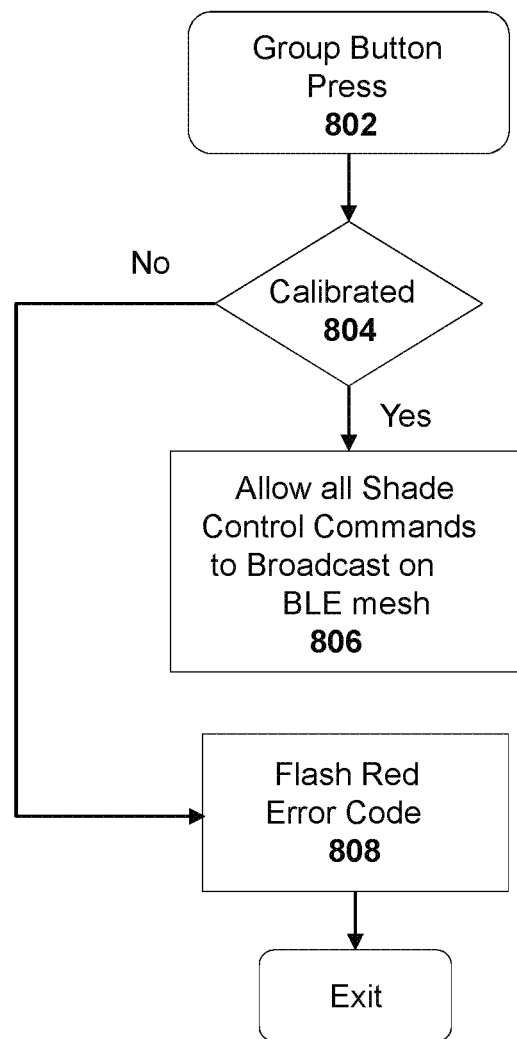 Group Button
Press
802
No
Calibrated
804
Yes
Allow all Shade
Control Commands
to Broadcast on
BLE mesh
806
Flash Red
Error Code
808
Exit